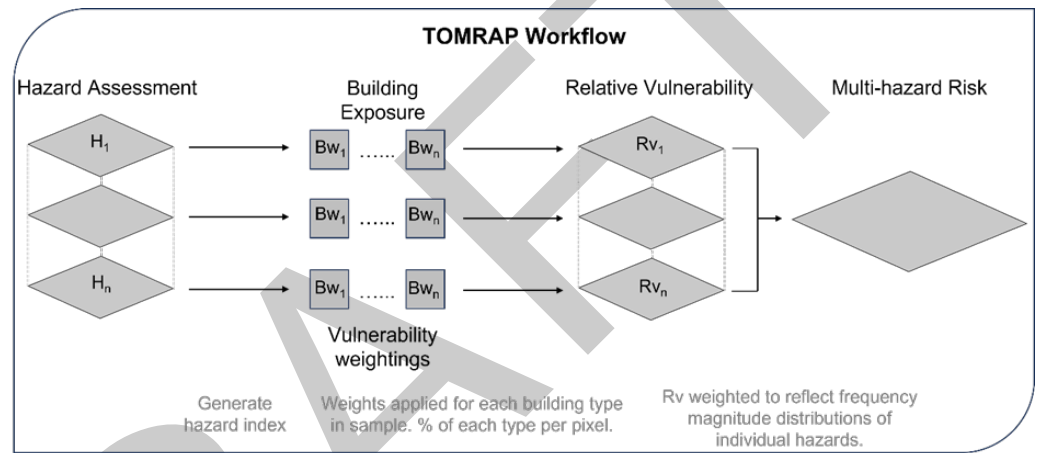 TOMRAP Workflow
Hazard Assessment
Building
Exposure
Relative Vulnerability
Multi-hazard Risk
H1
Bw1 ...... Bwn
Rv1
Bw1 ...... Bwn
Hn
Bw1 ...... Bwn
Rvn
Vulnerability
weightings
Generate
hazard index
Weights applied for each building type
in sample. % of each type per pixel.
Rv weighted to reflect frequency
magnitude distributions of
individual hazards.